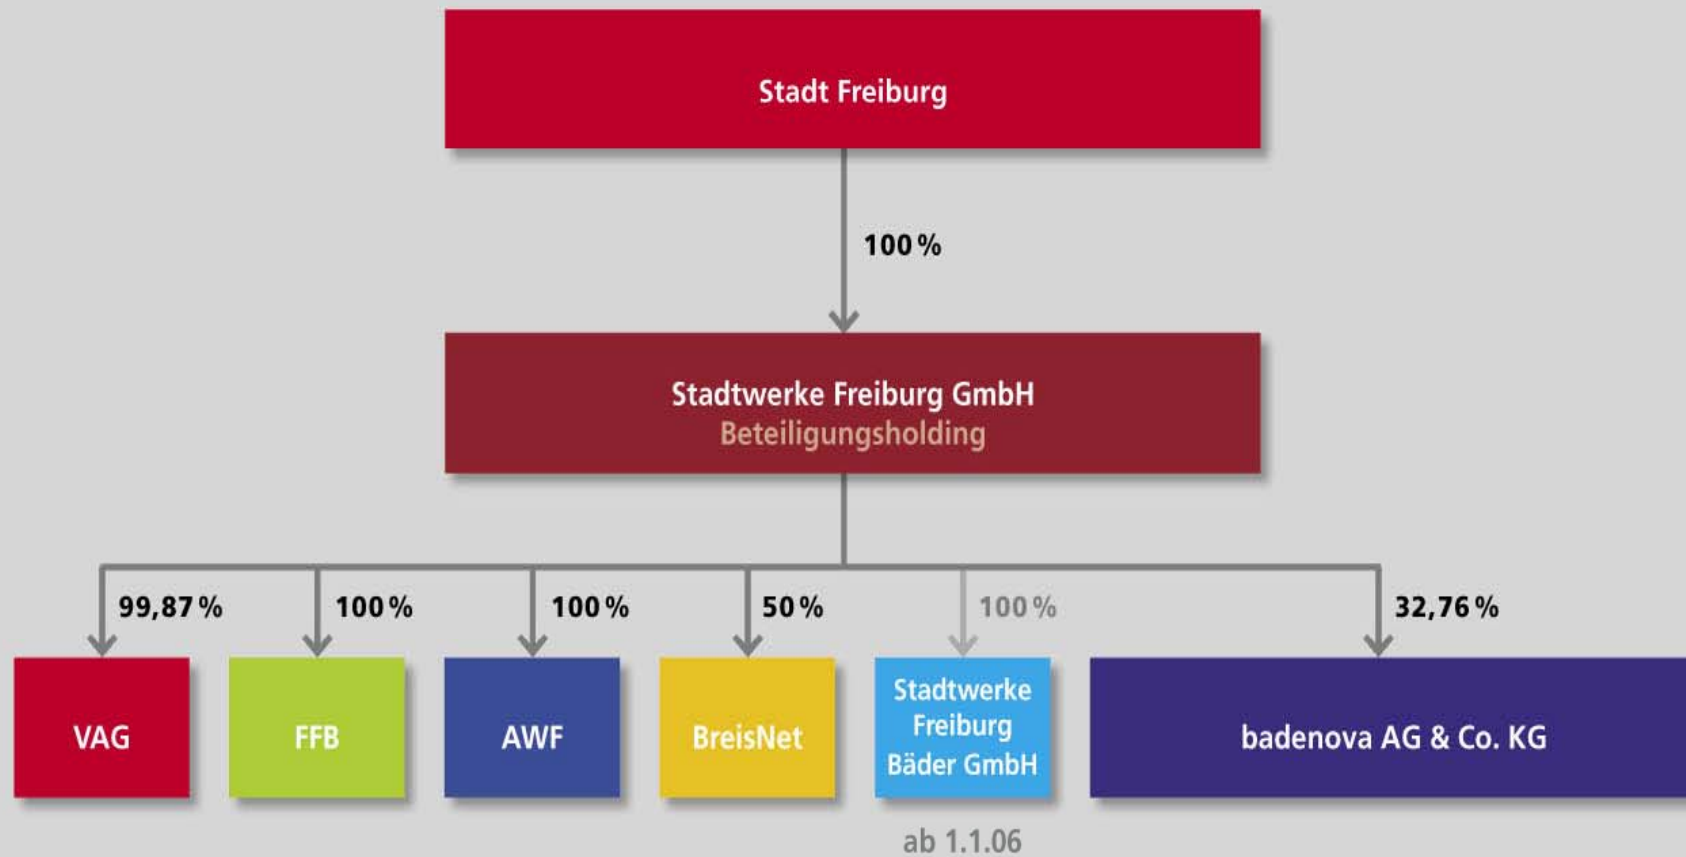 Stadt Freiburg
100 %
Stadtwerke Freiburg GmbH
Beteiligungsholding
99,87 %
100 %
100 %
50 %
100 %
32,76 %
VAG
FFB
AWF
BreisNet
Stadtwerke
Freiburg
Bäder GmbH
badenova AG & Co. KG
ab 1.1.06